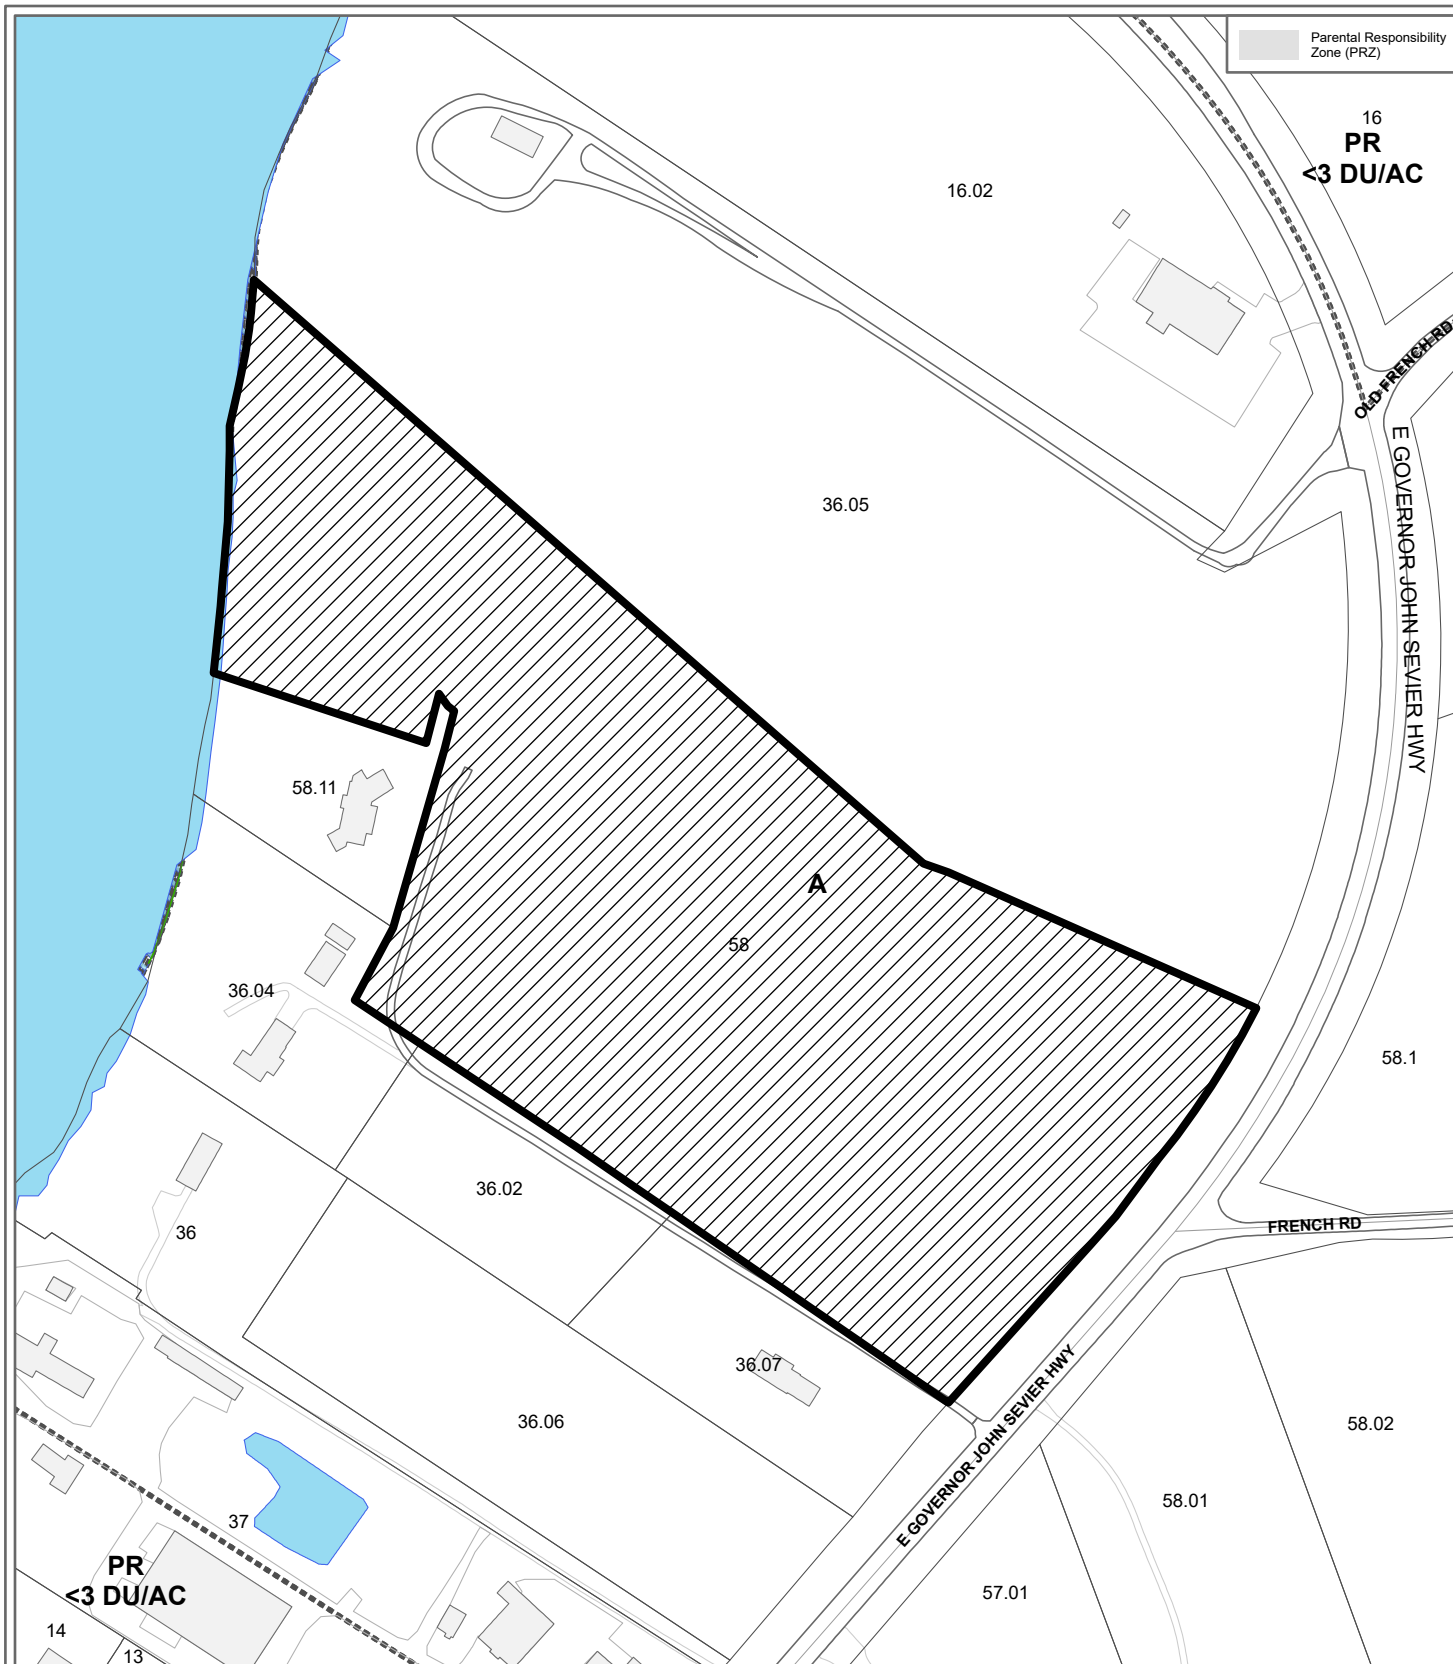 Parental Responsibility
Zone (PRZ)
16
PR
<3 DU/AC
16.02
OLD FRENCH RD
E GOVERNOR JOHN SEVIER HWY
36.05
58.11
A
58
36.04
58.1
36.02
FRENCH RD
36
36.07
E GOVERNOR JOHN SEVIER HWY
36.06
58.02
58.01
37
PR
<3 DU/AC
57.01
14
13